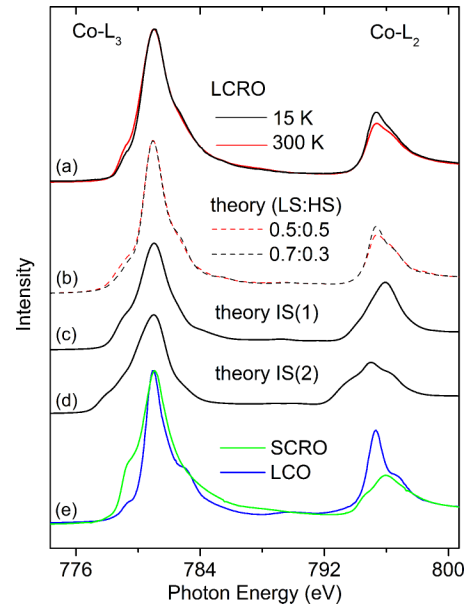 Co-L₃
Co-L₂
LCRO
15 K
300 K
(a)
theory (LS:HS)
0.5:0.5
0.7:0.3
(b)
theory IS(1)
(c)
theory IS(2)
(d)
SCRO
LCO
(e)
Intensity
776
784
792
800
Photon Energy (eV)